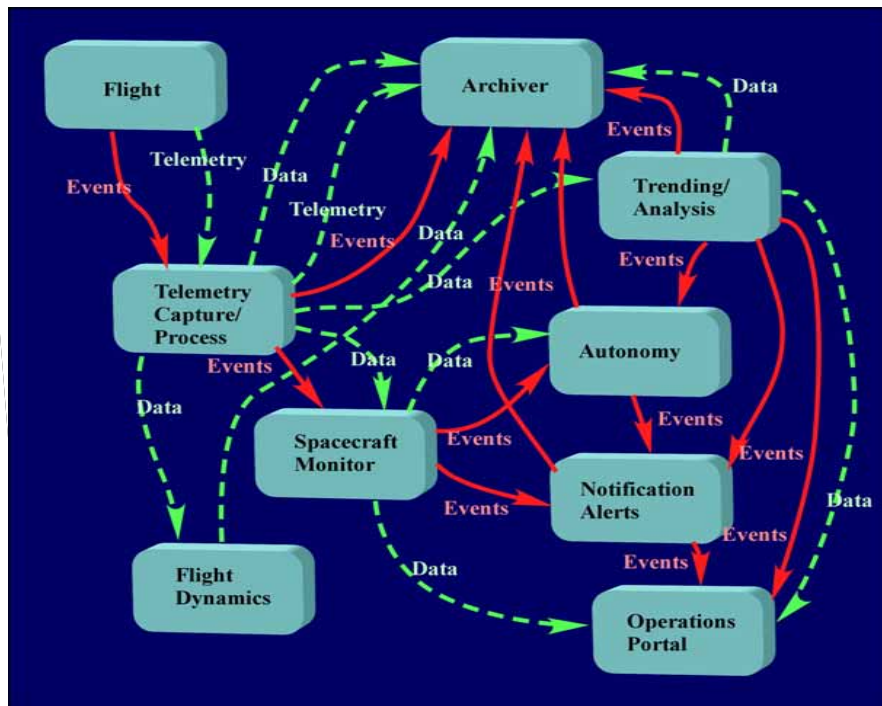 Flight
Archiver
Data
Events
Telemetry
Events
Data
Trending/
Analysis
Telemetry
Data
Events
Events
Data
Events
Telemetry
Capture/
Process
Autonomy
Events
Data
Data
Data
Events
Spacecraft
Monitor
Events
Events
Notification
Alerts
Events
Data
Events
Events
Flight
Dynamics
Data
Events
Operations
Portal